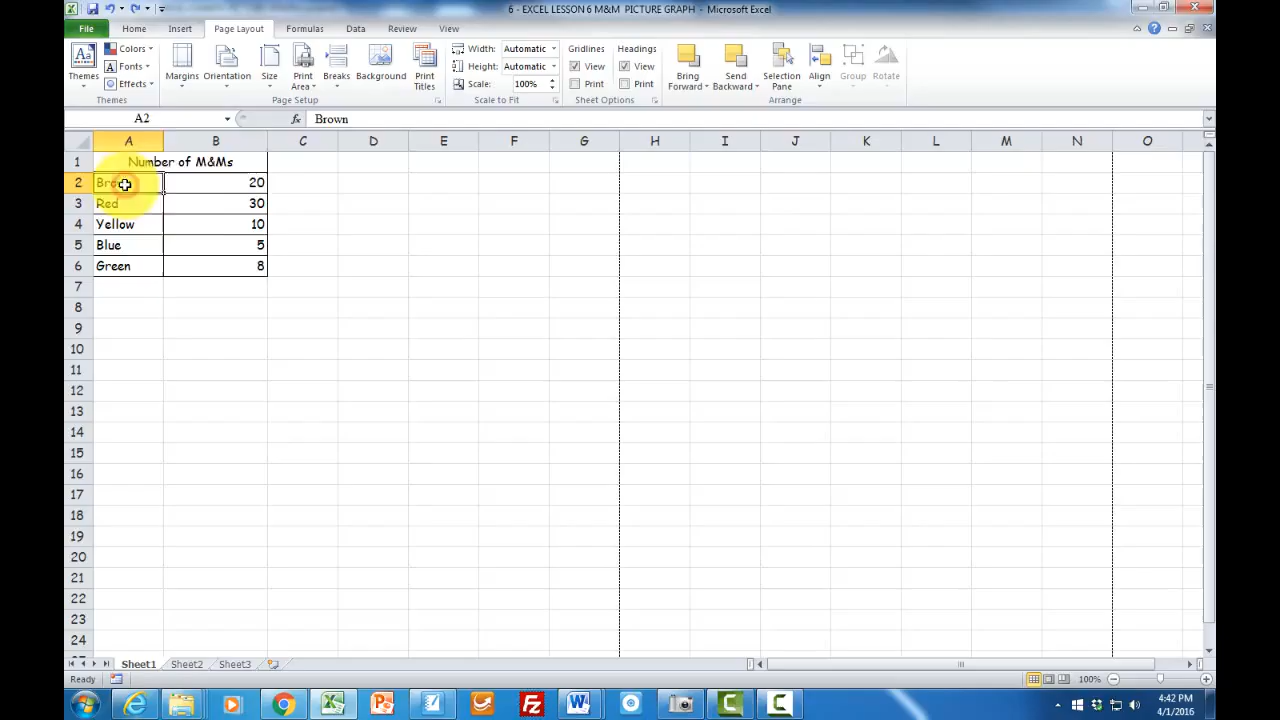 6 - EXCEL LESSON 6 M&M PICTURE GRAPH - Microsoft Excel
File Home Insert Page Layout Formulas Data Review View
Colors Fonts Effects Themes
Margins Orientation Size Print Area Breaks Background Print Titles
Width: Automatic
Height: Automatic
Scale: 100%
Gridlines View Print
Headings View Print
Bring Forward Send Backward Selection Pane Align Group Rotate
Themes Page Setup Scale to Fit Sheet Options Arrange
A2 fx Brown
A B C D E F G H I J K L M N O
1 Number of M&Ms
2 Brown 20
3 Red 30
4 Yellow 10
5 Blue 5
6 Green 8
7
8
9
10
11
12
13
14
15
16
17
18
19
20
21
22
23
24
Sheet1 Sheet2 Sheet3
Ready 100%
4:42 PM
4/1/2016